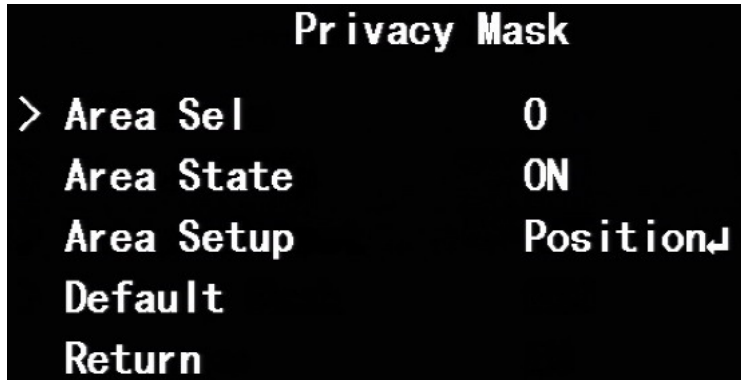 Privacy Mask
> Area Sel 0
Area State ON
Area Setup Position↵
Default
Return